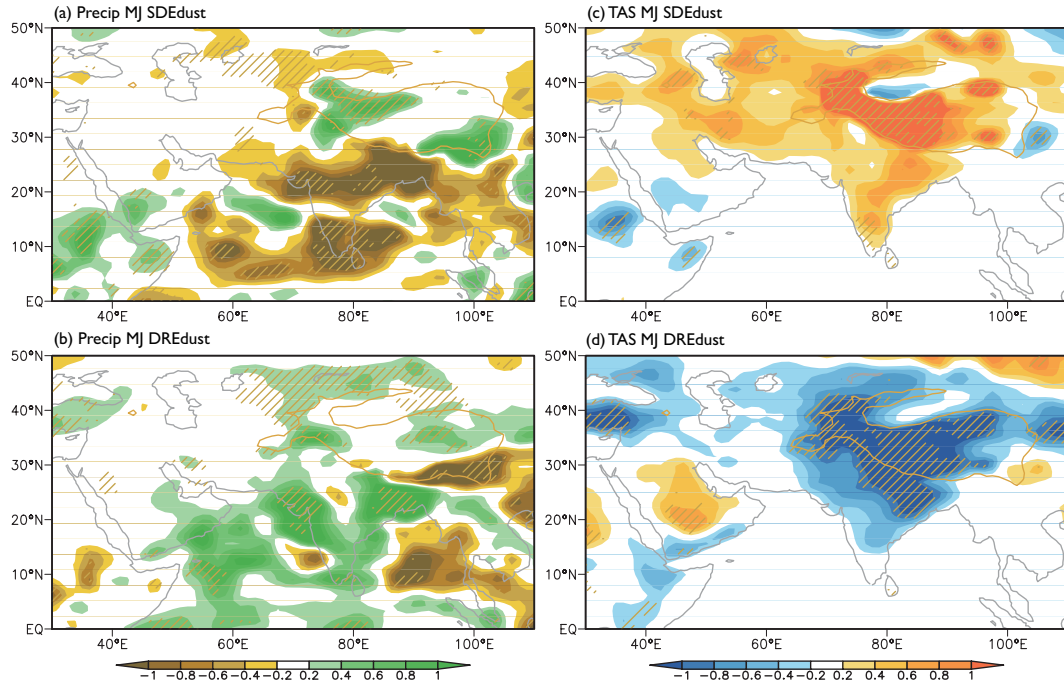 (a) Precip MJ SDEdust
50°N
40°N
30°N
20°N
10°N
EQ
40°E 60°E 80°E 100°E
(c) TAS MJ SDEdust
50°N
40°N
30°N
20°N
10°N
EQ
40°E 60°E 80°E 100°E
(b) Precip MJ DREdust
50°N
40°N
30°N
20°N
10°N
EQ
40°E 60°E 80°E 100°E
(d) TAS MJ DREdust
50°N
40°N
30°N
20°N
10°N
EQ
40°E 60°E 80°E 100°E
-1 -0.8 -0.6 -0.4 -0.2 0.2 0.4 0.6 0.8 1
-1 -0.8 -0.6 -0.4 -0.2 0.2 0.4 0.6 0.8 1